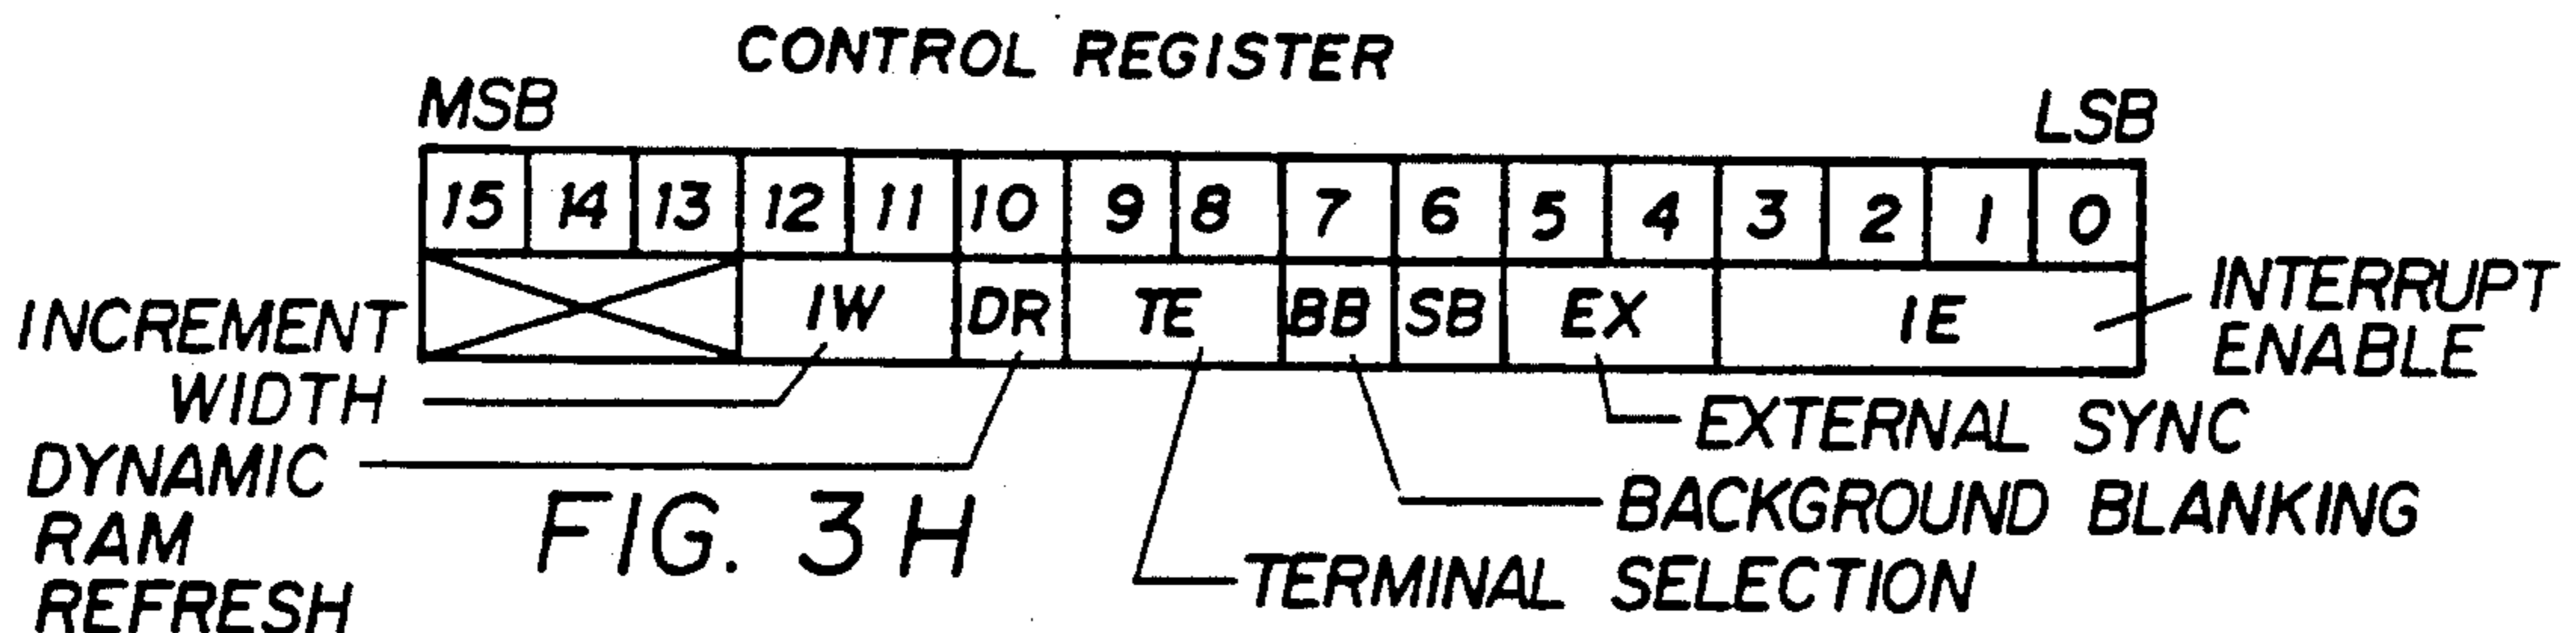 CONTROL REGISTER
MSB
LSB
15 14 13 12 11 10 9 8 7 6 5 4 3 2 1 0
IW DR TE BB SB EX IE
INTERRUPT
ENABLE
INCREMENT
WIDTH
EXTERNAL SYNC
DYNAMIC
RAM
REFRESH
BACKGROUND BLANKING
TERMINAL SELECTION
FIG. 3H